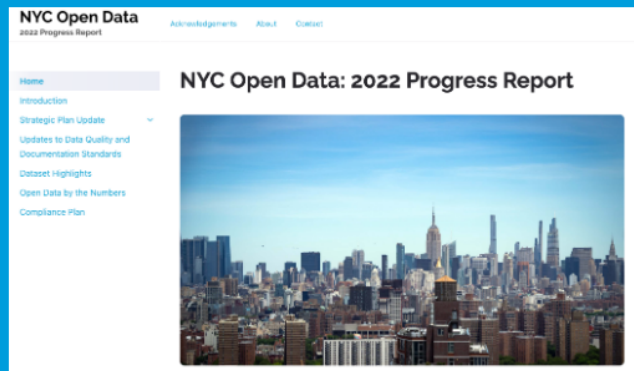 NYC Open Data
2022 Progress Report
Acknowledgements About Contact
Home
Introduction
Strategic Plan Update
Updates to Data Quality and
Documentation Standards
Dataset Highlights
Open Data by the Numbers
Compliance Plan
NYC Open Data: 2022 Progress Report